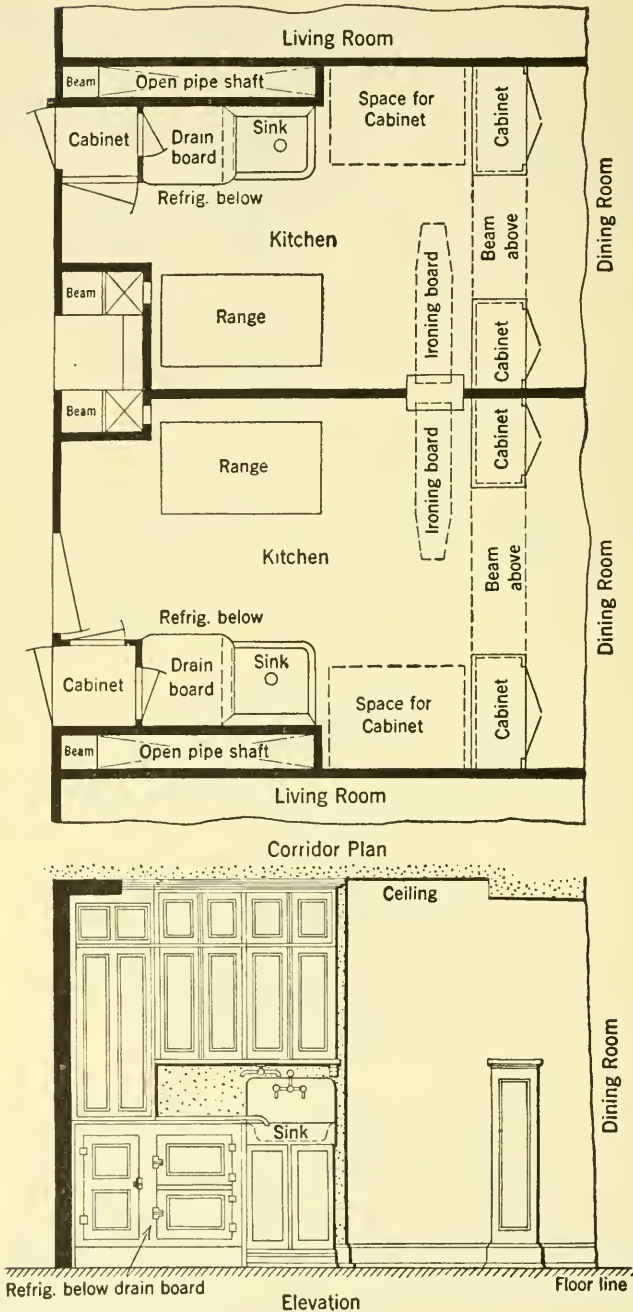 Living Room
Beam
Open pipe shaft
Cabinet
Drain
board
Sink
Space for
Cabinet
Cabinet
Refrig. below
Kitchen
Beam
above
Dining Room
Beam
Range
Ironing board
Cabinet
Beam
Range
Ironing board
Cabinet
Kitchen
Beam
above
Dining Room
Refrig. below
Cabinet
Drain
board
Sink
Space for
Cabinet
Cabinet
Beam
Open pipe shaft
Living Room
Corridor Plan
Ceiling
Dining Room
Sink
Refrig. below drain board
Floor line
Elevation